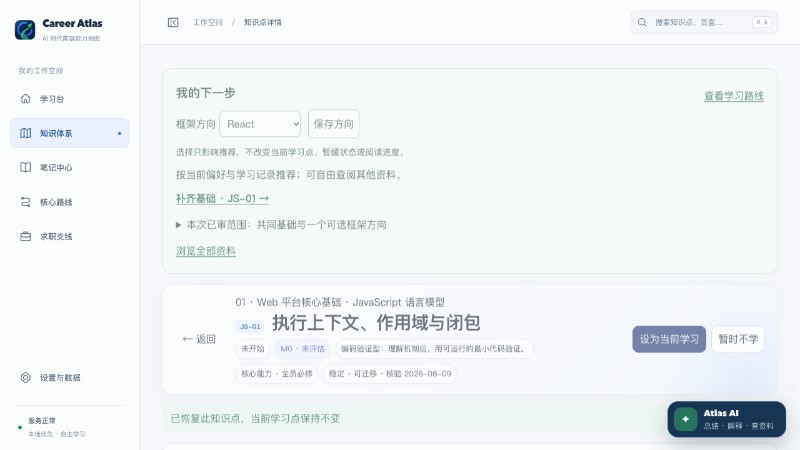 Career Atlas
AI 时代前端能力地图
我的工作空间
学习台
知识体系
笔记中心
核心路线
求职支线
设置与数据
服务正常
本地优先 · 自主学习
工作空间 / 知识点详情
搜索知识点、页面...
我的下一步
查看学习路线
框架方向 React 保存方向
选择只影响推荐，不改变当前学习点、暂缓状态或阅读进度。
按当前偏好与学习记录推荐；可自由查阅其他资料。
补齐基础 · JS-01 →
▶ 本次已审范围：共同基础与一个可选框架方向
浏览全部资料
← 返回
01 · Web 平台核心基础 · JavaScript 语言模型
JS-01 执行上下文、作用域与闭包
未开始 M0 · 未评估 编码验证型：理解机制后，用可运行的最小代码验证。
核心能力 · 全员必修 稳定 · 可迁移 · 核验 2026-08-09
设为当前学习 暂时不学
已恢复此知识点，当前学习点保持不变
Atlas AI
总结 · 解释 · 查资料